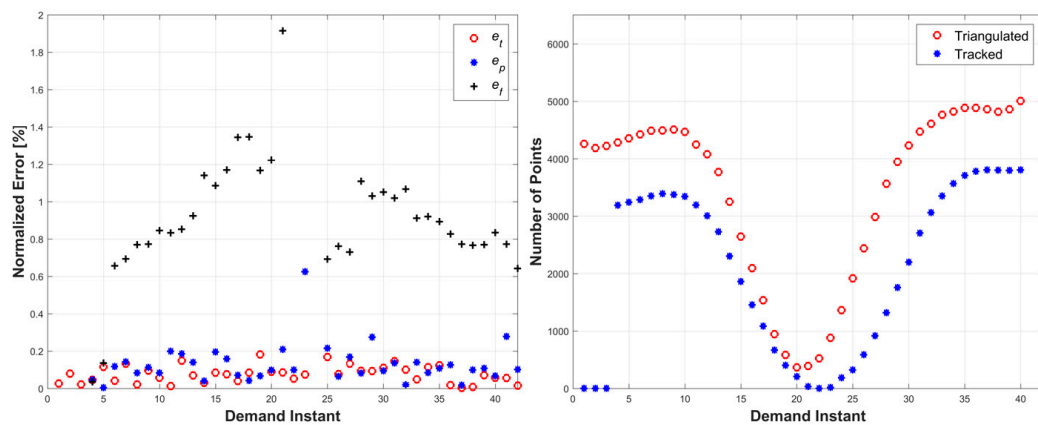 2
1.8
1.6
1.4
1.2
1
0.8
0.6
0.4
0.2
0
Normalized Error [%]
0 5 10 15 20 25 30 35 40
Demand Instant
e_t
e_p
e_f
6000
5000
4000
3000
2000
1000
0
Number of Points
0 5 10 15 20 25 30 35 40
Demand Instant
Triangulated
Tracked